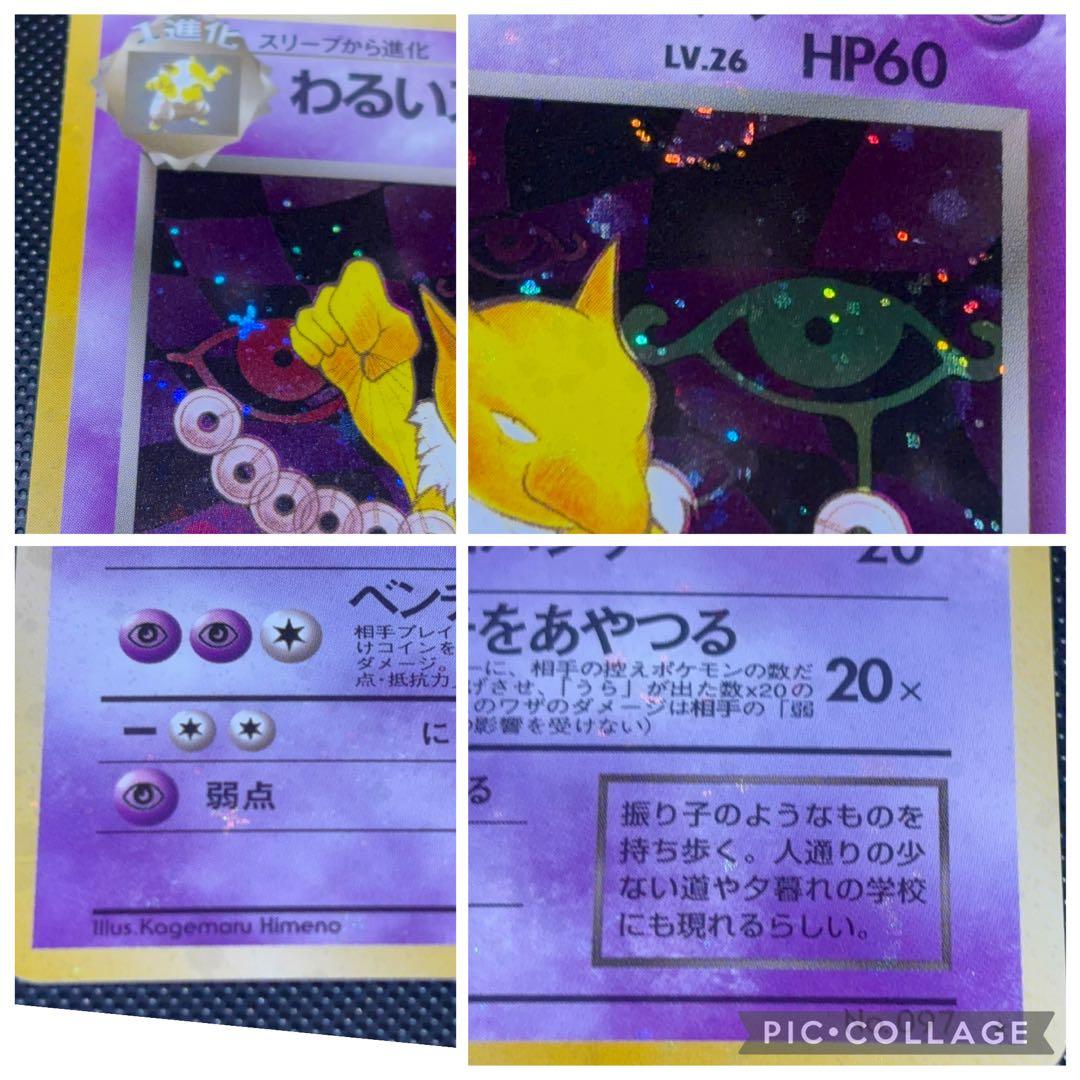 1進化
スリープから進化
わるい
LV.26 HP60
ベン
相手プレイ
けコインを
ダメージ。
点・抵抗力
ー
に
弱点
Illus.Kagemaru Himeno
20
をあやつる
に、相手の控えポケモンの数だ
げさせ、「うら」が出た数x20の
のワザのダメージは相手の「弱
影響を受けない)
20×
る
振り子のようなものを
持ち歩く。人通りの少
ない道や夕暮れの学校
にも現れるらしい。
No.097
PIC•COLLAGE